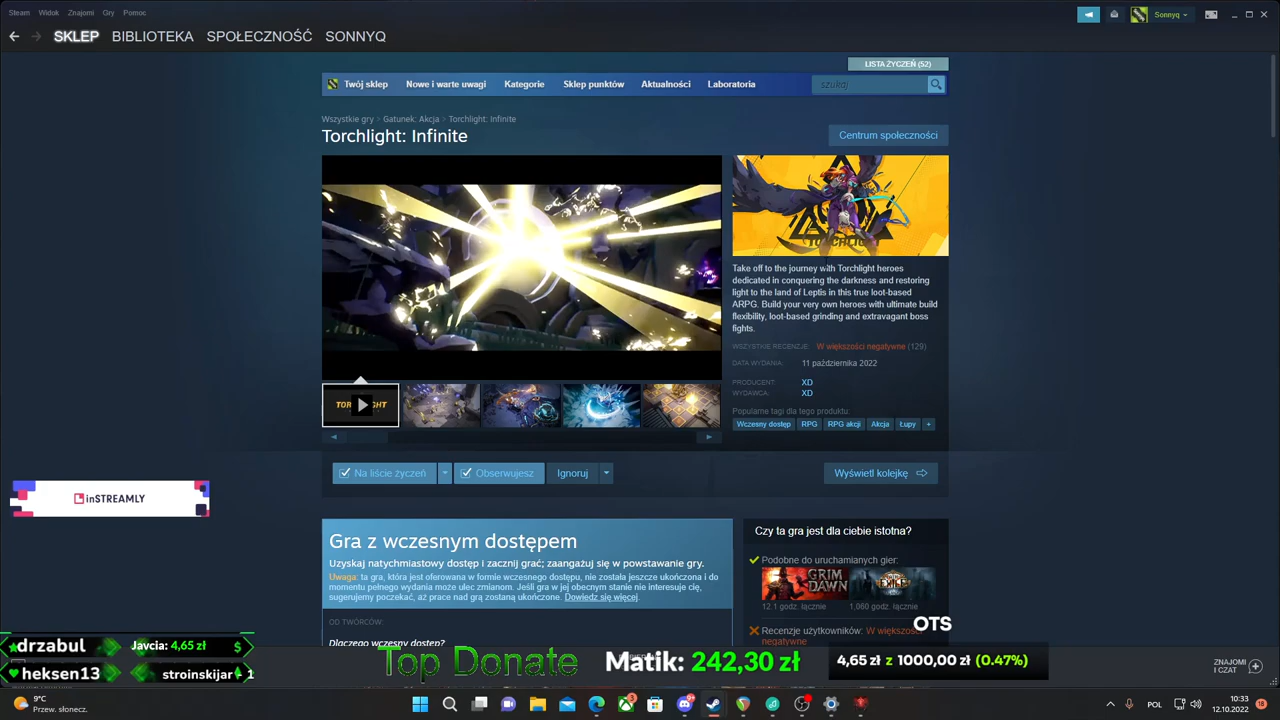 Steam Widok Znajomi Gry Pomoc
Sonnyq
SKLEP BIBLIOTEKA SPOŁECZNOŚĆ SONNYQ
LISTA ŻYCZEŃ (52)
Twój sklep Nowe i warte uwagi Kategorie Sklep punktów Aktualności Laboratoria szukaj
Wszystkie gry > Gatunek: Akcja > Torchlight: Infinite
Torchlight: Infinite
Centrum społeczności
TORCHLIGHT
Take off to the journey with Torchlight heroes
dedicated in conquering the darkness and restoring
light to the land of Leptis in this true loot-based
ARPG. Build your very own heroes with ultimate build
flexibility, loot-based grinding and extravagant boss
fights.
WSZYSTKIE RECENZJE: W większości negatywne (129)
DATA WYDANIA: 11 października 2022
PRODUCENT: XD
WYDAWCA: XD
Popularne tagi dla tego produktu:
Wczesny dostęp RPG RPG akcji Akcja Łupy +
Na liście życzeń Obserwujesz Ignoruj Wyświetl kolejkę
inSTREAMLY
Gra z wczesnym dostępem
Uzyskaj natychmiastowy dostęp i zacznij grać; zaangażuj się w powstawanie gry.
Uwaga: ta gra, która jest oferowana w formie wczesnego dostępu, nie została jeszcze ukończona i do
momentu pełnego wydania może ulec zmianom. Jeśli gra w jej obecnym stanie nie interesuje cię,
sugerujemy poczekać, aż prace nad grą zostaną ukończone. Dowiedz się więcej.
OD TWÓRCÓW:
Dlaczego wczesny dostęp?
Czy ta gra jest dla ciebie istotna?
Podobne do uruchamianych gier:
GRIM DAWN
12.1 godz. łącznie 1,060 godz. łącznie
OTS
Recenzje użytkowników: W większości
negatywne
drzabul Javcia: 4,65 zł $
heksen13 stroinskijar 1
Top Donate Matik: 242,30 zł 4,65 zł z 1000,00 zł (0.47%)
ZNAJOMI
I CZAT
9°C
Przew. słonecz.
3 9+
POL 10:33
12.10.2022 18